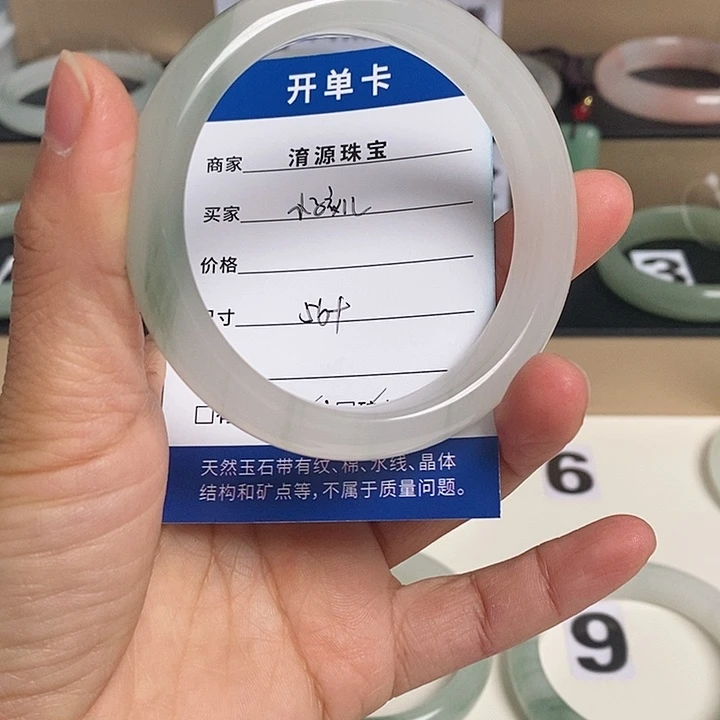 开单卡
商家 淯源珠宝
买家
价格
寸 56+
天然玉石带有纹、棉、水线、晶体
结构和矿点等，不属于质量问题。
3
6
9